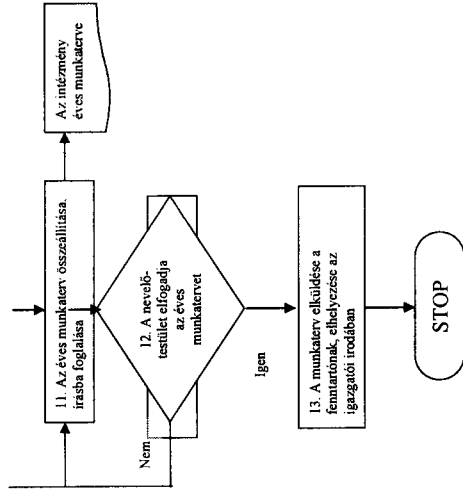 Az intézmény
éves munkaterve
11. Az éves munkaterv összeállítása,
írásba foglalása
12. A nevelő-
testület elfogadja
az éves
munkatervet
Nem
Igen
13. A munkaterv elküldése a
fenntartónak, elhelyezése az
igazgatói irodában
STOP